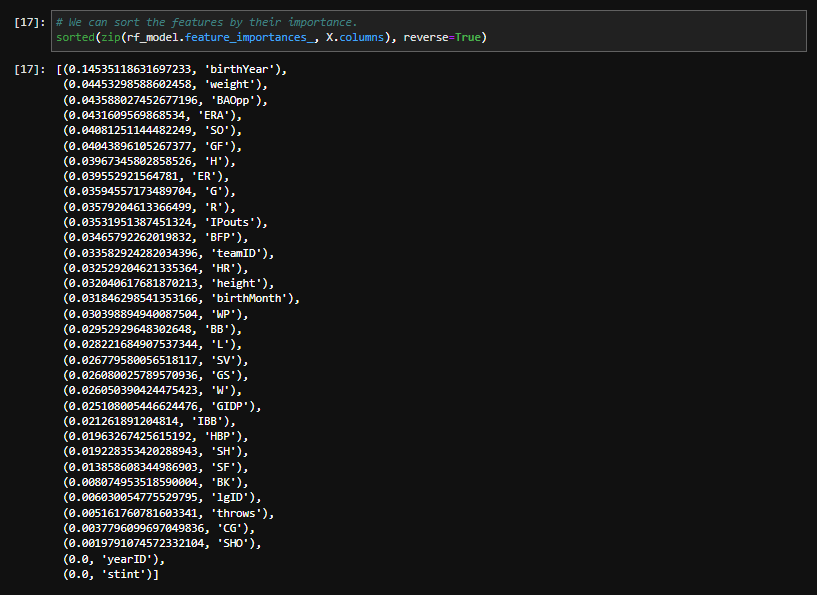 [17]: # We can sort the features by their importance.
sorted(zip(rf_model.feature_importances_, X.columns), reverse=True)
[17]: [(0.14535118631697233, 'birthYear'),
(0.04453298588602458, 'weight'),
(0.043588027452677196, 'BAOpp'),
(0.0431609569868534, 'ERA'),
(0.04081251144482249, 'SO'),
(0.04043896105267377, 'GF'),
(0.03967345802858526, 'H'),
(0.039552921564781, 'ER'),
(0.03594557173489704, 'G'),
(0.03579204613366499, 'R'),
(0.03531951387451324, 'IPouts'),
(0.03465792262019832, 'BFP'),
(0.033582924282034396, 'teamID'),
(0.032529204621335364, 'HR'),
(0.032040617681870213, 'height'),
(0.031846298541353166, 'birthMonth'),
(0.030398894940087504, 'WP'),
(0.02952929648302648, 'BB'),
(0.028221684907537344, 'L'),
(0.026779580056518117, 'SV'),
(0.026080025789570936, 'GS'),
(0.026050390424475423, 'W'),
(0.025108005446624476, 'GIDP'),
(0.021261891204814, 'IBB'),
(0.01963267425615192, 'HBP'),
(0.019228353420288943, 'SH'),
(0.013858608344986903, 'SF'),
(0.008074953518590004, 'BK'),
(0.006030054775529795, 'lgID'),
(0.005161760781603341, 'throws'),
(0.0037796099697049836, 'CG'),
(0.0019791074572332104, 'SHO'),
(0.0, 'yearID'),
(0.0, 'stint')]